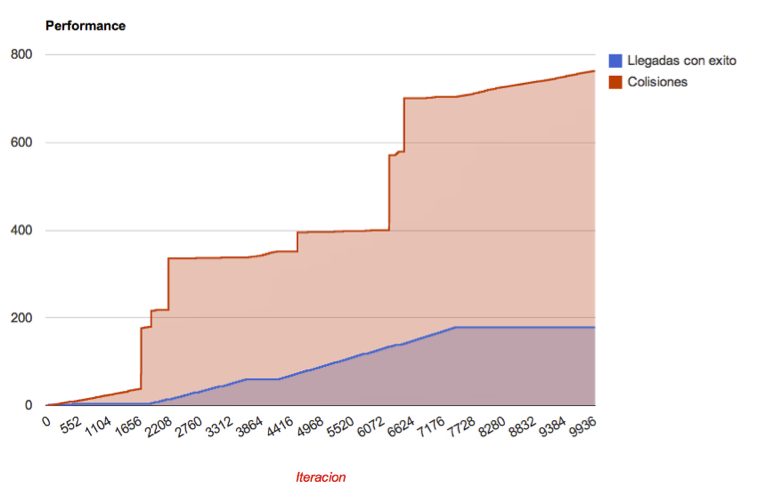 Performance
800
600
400
200
0
Llegadas con exito
Colisiones
0 552 1104 1656 2208 2760 3312 3864 4416 4968 5520 6072 6624 7176 7728 8280 8832 9384 9936
Iteracion